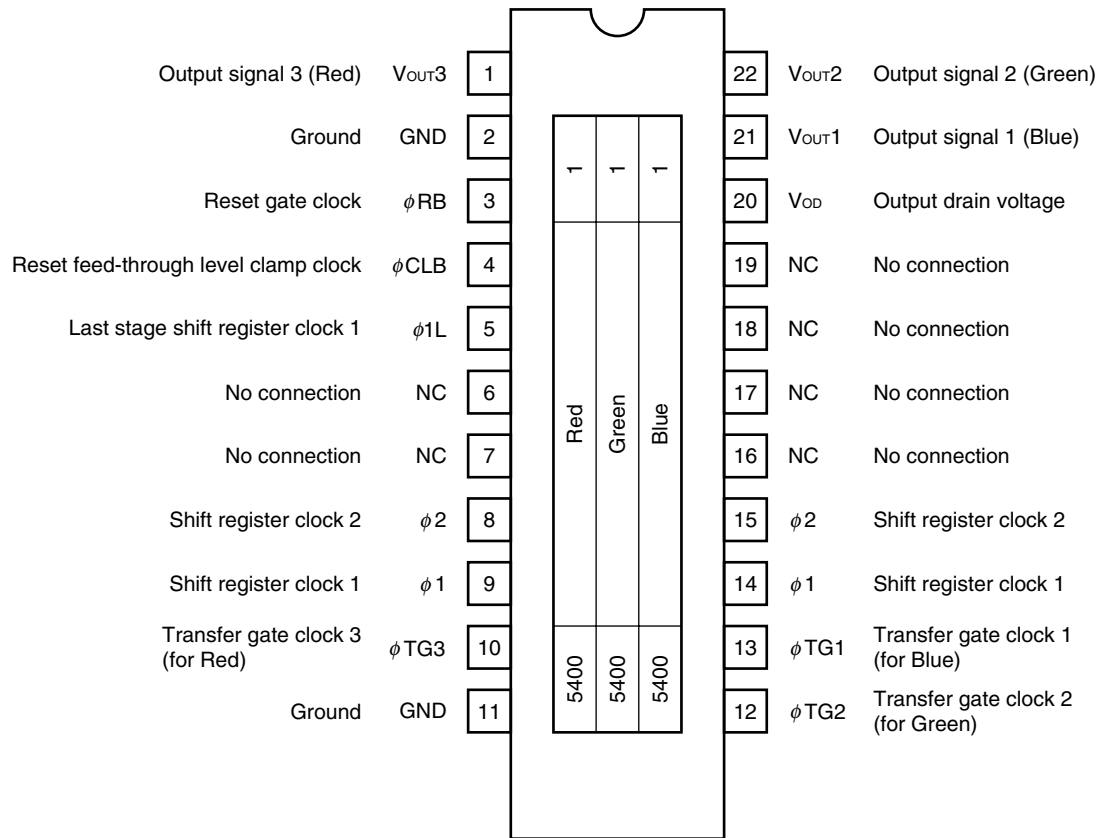 Output signal 3 (Red) VOUT3 1
22 VOUT2 Output signal 2 (Green)
Ground GND 2
21 VOUT1 Output signal 1 (Blue)
Reset gate clock ϕRB 3
20 VOD Output drain voltage
Reset feed-through level clamp clock ϕCLB 4
19 NC No connection
Last stage shift register clock 1 ϕ1L 5
18 NC No connection
No connection NC 6
17 NC No connection
No connection NC 7
16 NC No connection
Shift register clock 2 ϕ2 8
15 ϕ2 Shift register clock 2
Shift register clock 1 ϕ1 9
14 ϕ1 Shift register clock 1
Transfer gate clock 3
(for Red)
ϕTG3 10
13 ϕTG1
Transfer gate clock 1
(for Blue)
Ground GND 11
12 ϕTG2
Transfer gate clock 2
(for Green)
1
1
1
Red
Green
Blue
5400
5400
5400